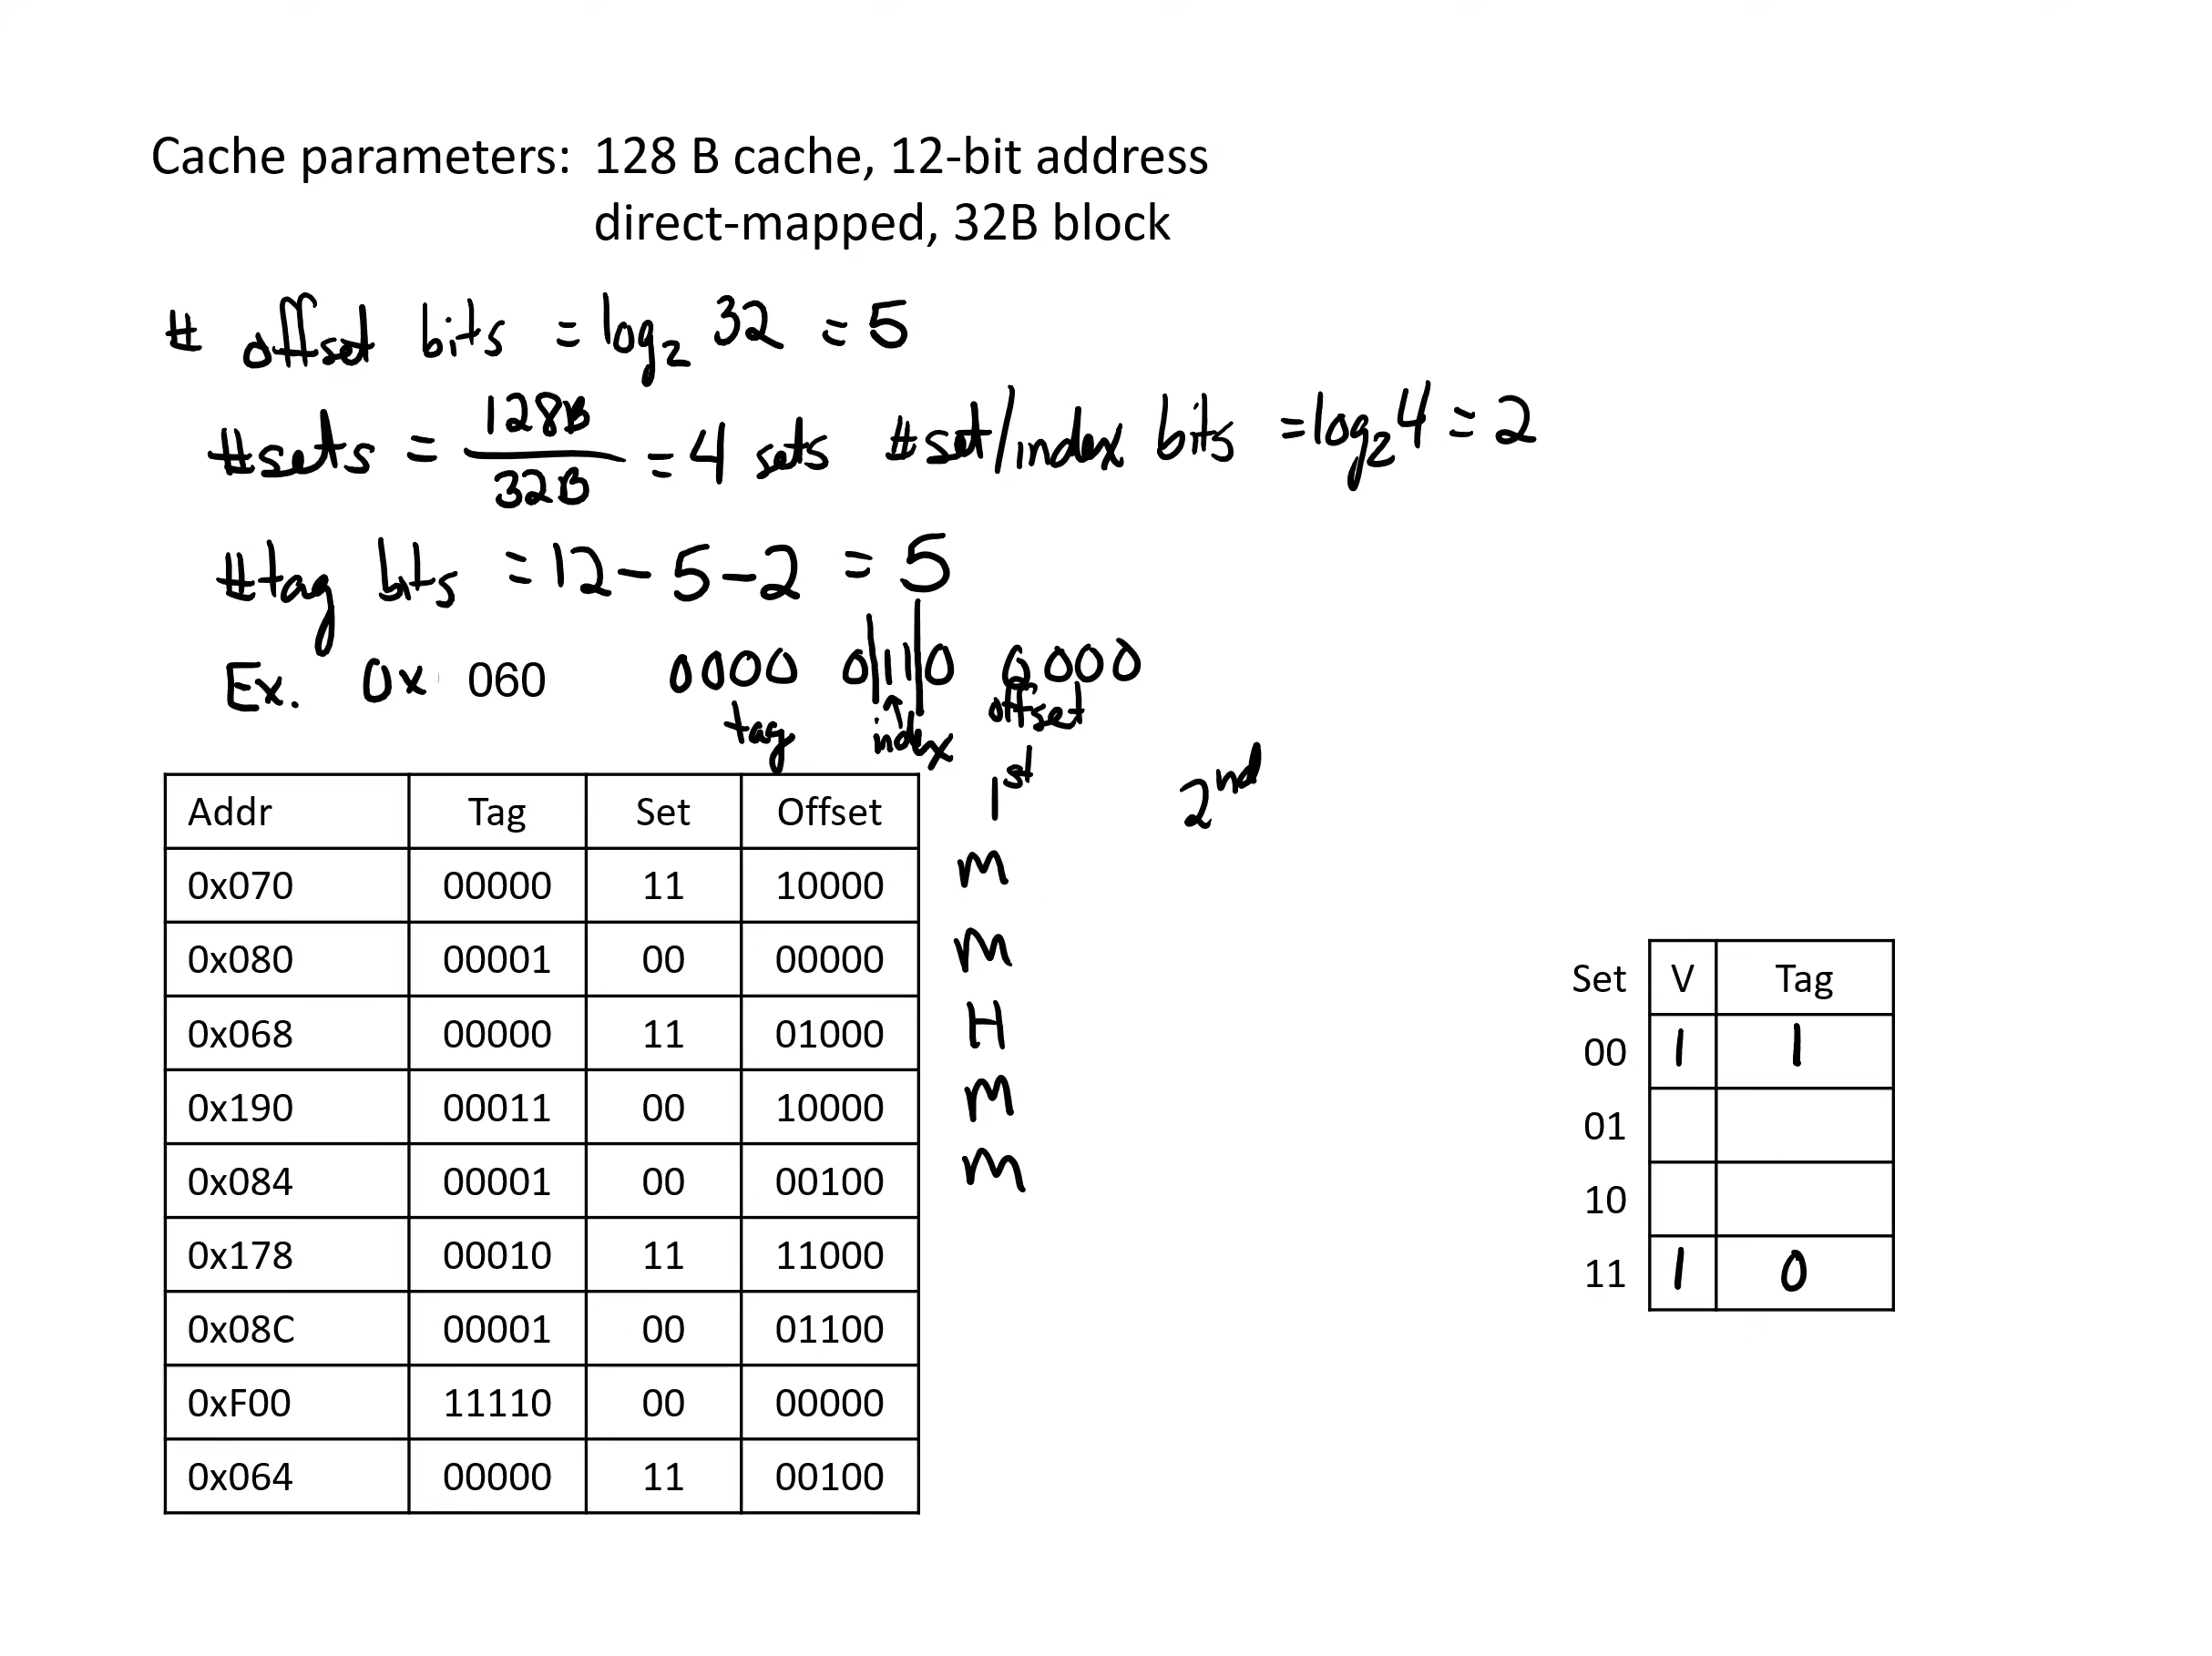 Cache parameters: 128 B cache, 12-bit address
direct-mapped, 32B block
# offset bits = log₂ 32 = 5
#sets = 128B / 32B = 4 sets #set/index bits = log₂4 = 2
#tag bits = 12 - 5 - 2 = 5
Ex. 0x 060 0000 0|11|0 0000
tag index offset
1st 2nd
Addr Tag Set Offset
0x070 00000 11 10000 M
0x080 00001 00 00000 M
0x068 00000 11 01000 H
0x190 00011 00 10000 M
0x084 00001 00 00100 M
0x178 00010 11 11000
0x08C 00001 00 01100
0xF00 11110 00 00000
0x064 00000 11 00100
Set V Tag
00 1 1
01
10
11 1 0